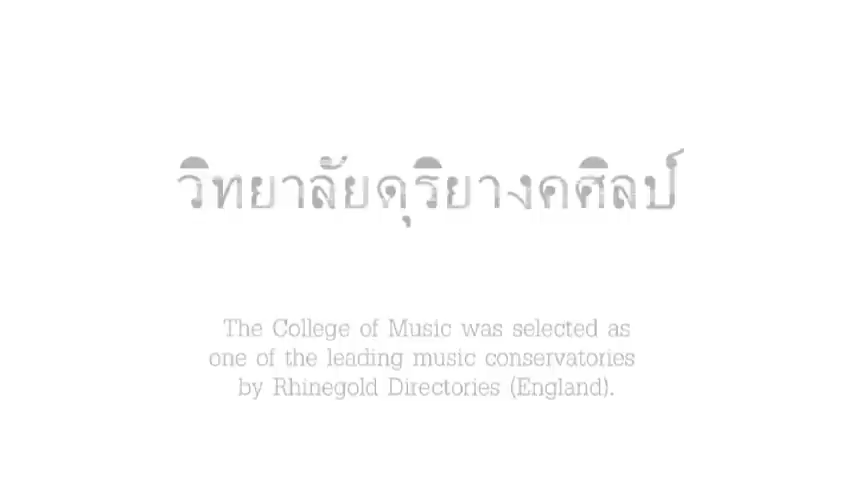 วิทยาลัยดุริยางคศิลป์
The College of Music was selected as
one of the leading music conservatories
by Rhinegold Directories (England).